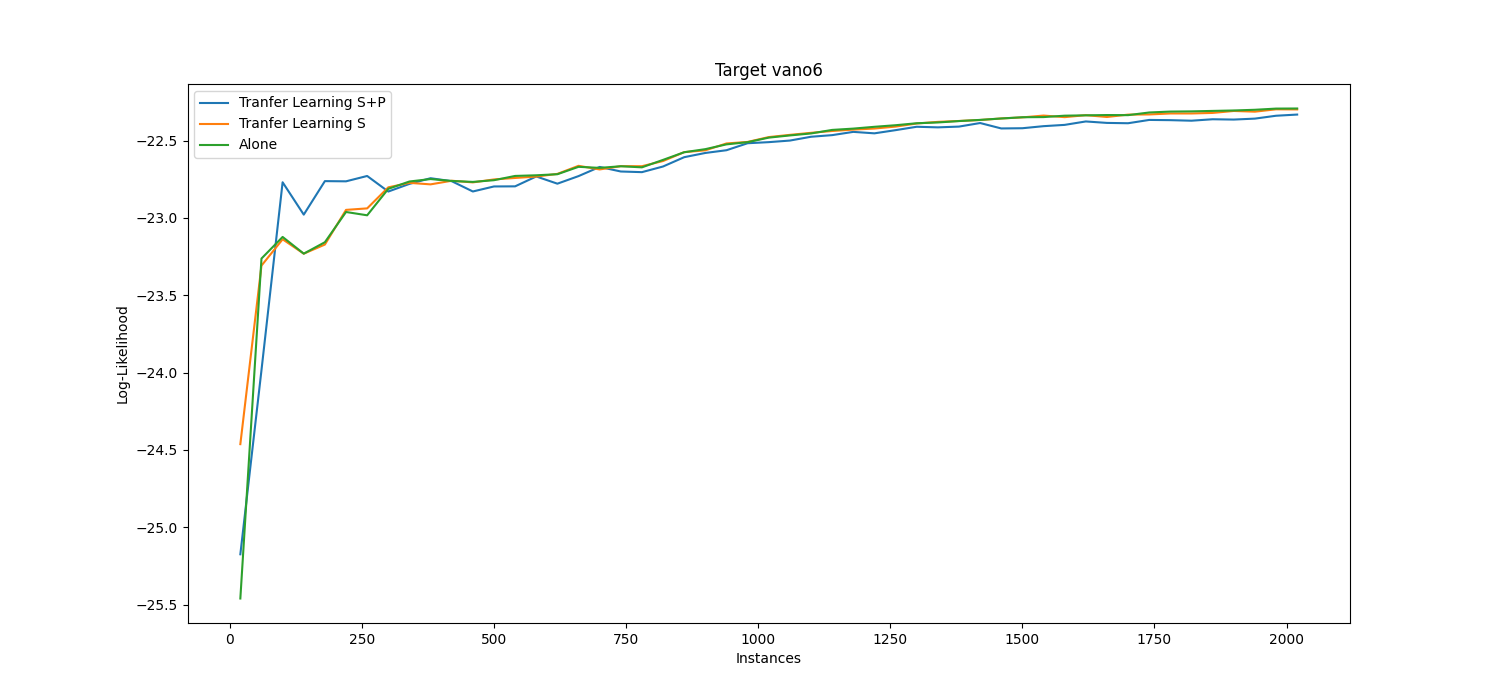 Target vano6
Tranfer Learning S+P
Tranfer Learning S
Alone
Log-Likelihood
−22.5
−23.0
−23.5
−24.0
−24.5
−25.0
−25.5
0 250 500 750 1000 1250 1500 1750 2000
Instances